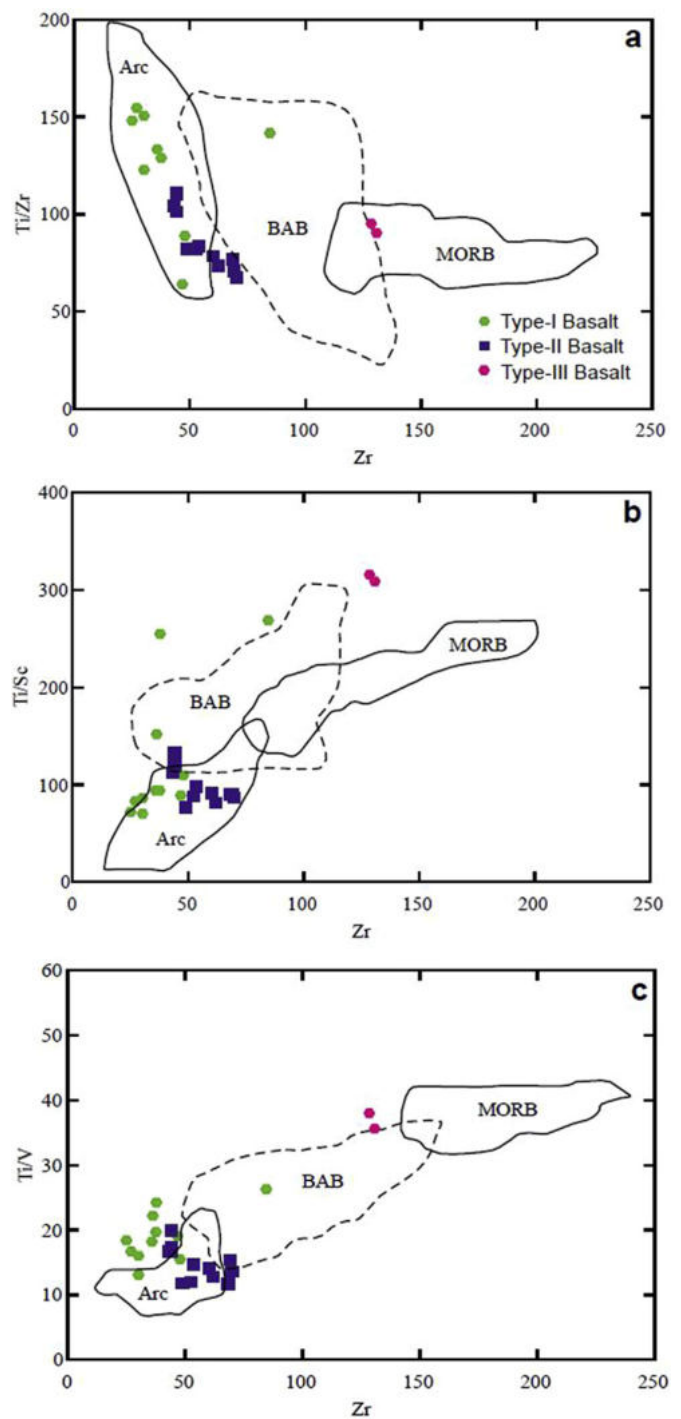 200
a
Arc
150
Ti/Zr
100
BAB
MORB
50
Type-I Basalt
Type-II Basalt
Type-III Basalt
0
0 50 100 150 200 250
Zr
400
b
300
MORB
Ti/Sc
200
BAB
100
Arc
0
0 50 100 150 200 250
Zr
60
c
50
40
MORB
Ti/V
30
BAB
20
10
Arc
0
0 50 100 150 200 250
Zr